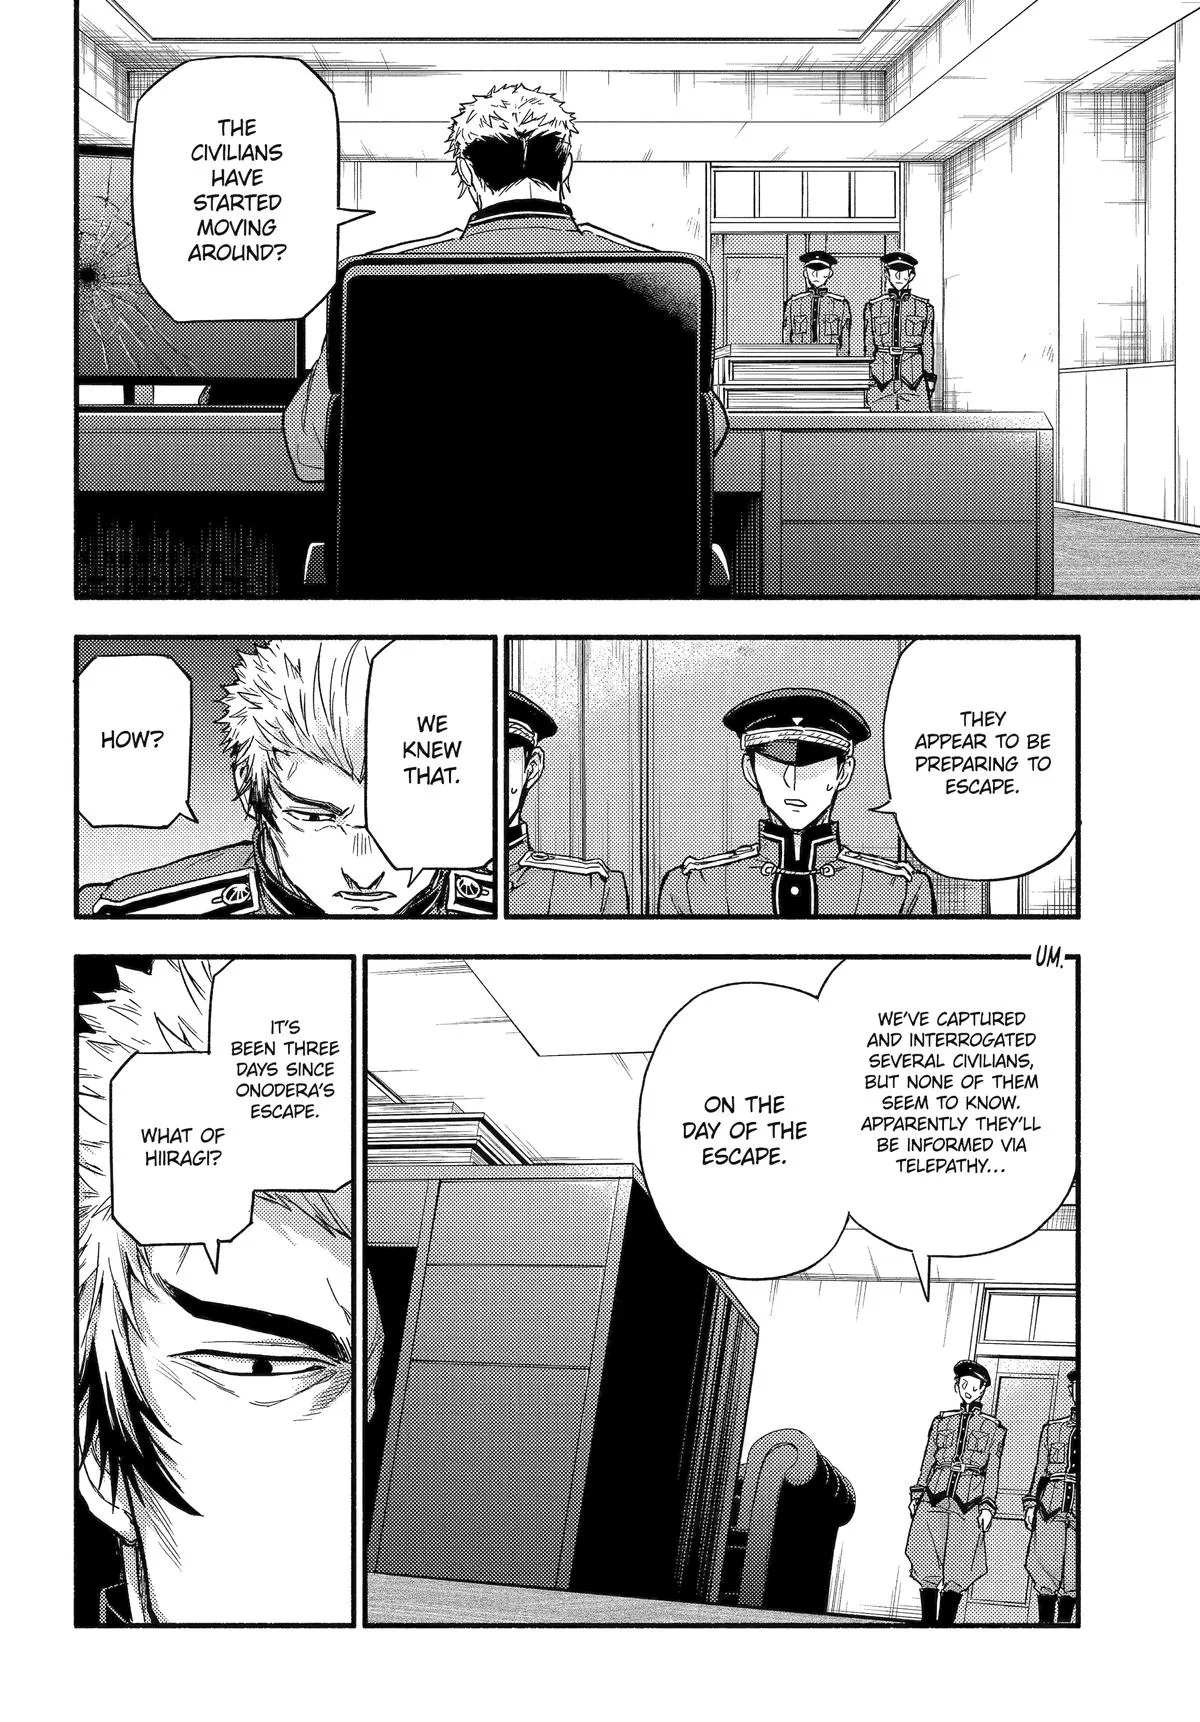 THE
CIVILIANS
HAVE
STARTED
MOVING
AROUND?
THEY
APPEAR TO BE
PREPARING TO
ESCAPE.
WE
KNEW
THAT.
HOW?
UM.
WE'VE CAPTURED
AND INTERROGATED
SEVERAL CIVILIANS,
BUT NONE OF THEM
SEEM TO KNOW.
APPARENTLY THEY'LL
BE INFORMED VIA
TELEPATHY...
ON THE
DAY OF THE
ESCAPE.
IT'S
BEEN THREE
DAYS SINCE
ONODERA'S
ESCAPE.
WHAT OF
HIIRAGI?